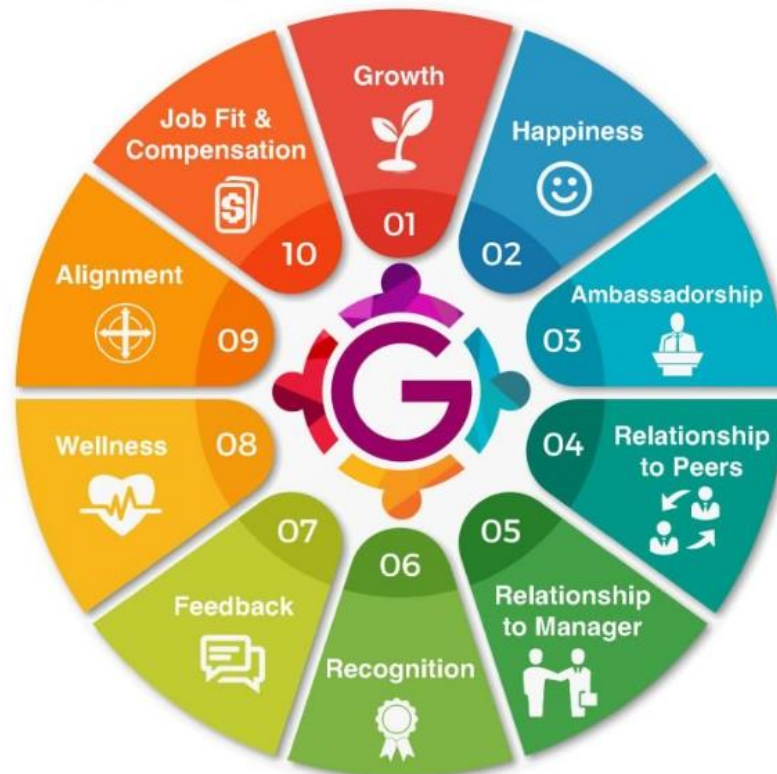 Growth
01
Happiness
02
Ambassadorship
03
Relationship
to Peers
04
Relationship
to Manager
05
Recognition
06
Feedback
07
Wellness
08
Alignment
09
Job Fit &
Compensation
$
10
G